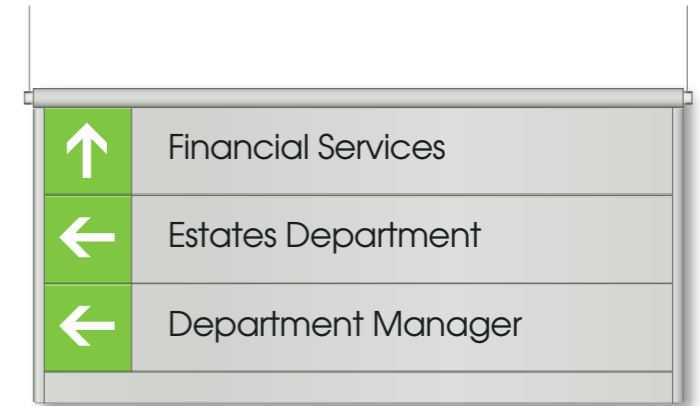 Financial Services
Estates Department
Department Manager